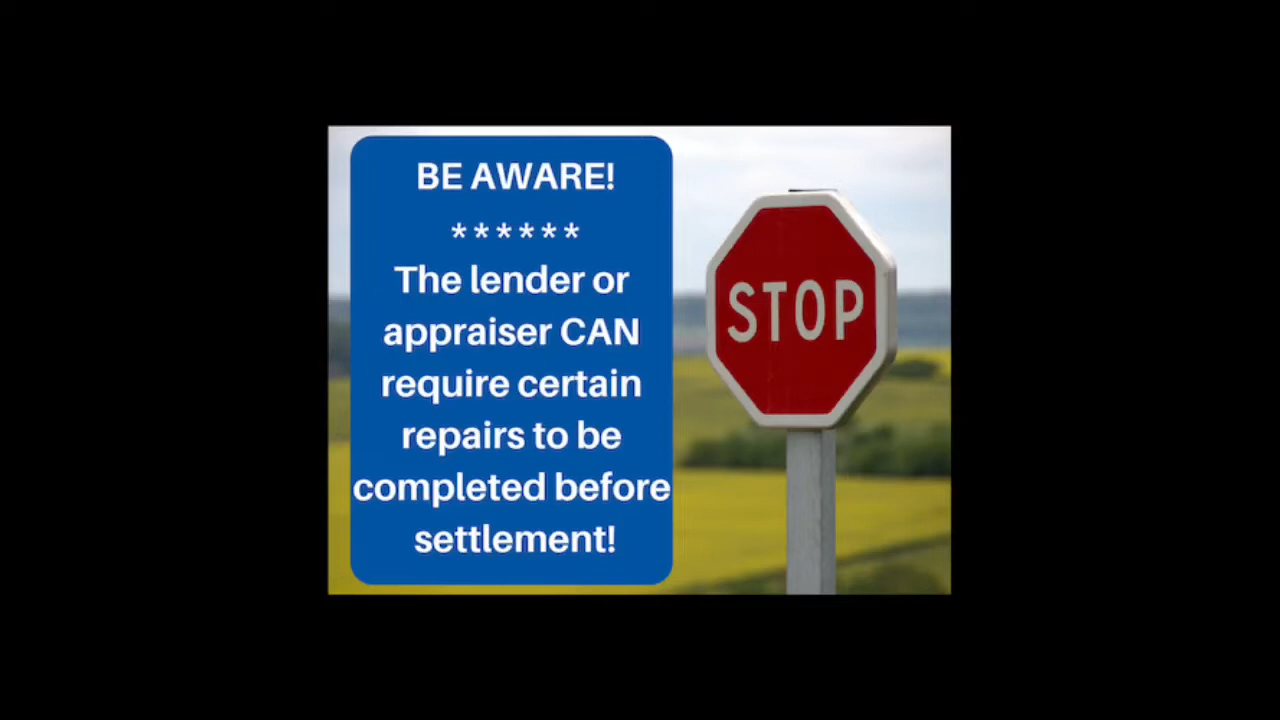 BE AWARE!
******
The lender or
appraiser CAN
require certain
repairs to be
completed before
settlement!
STOP